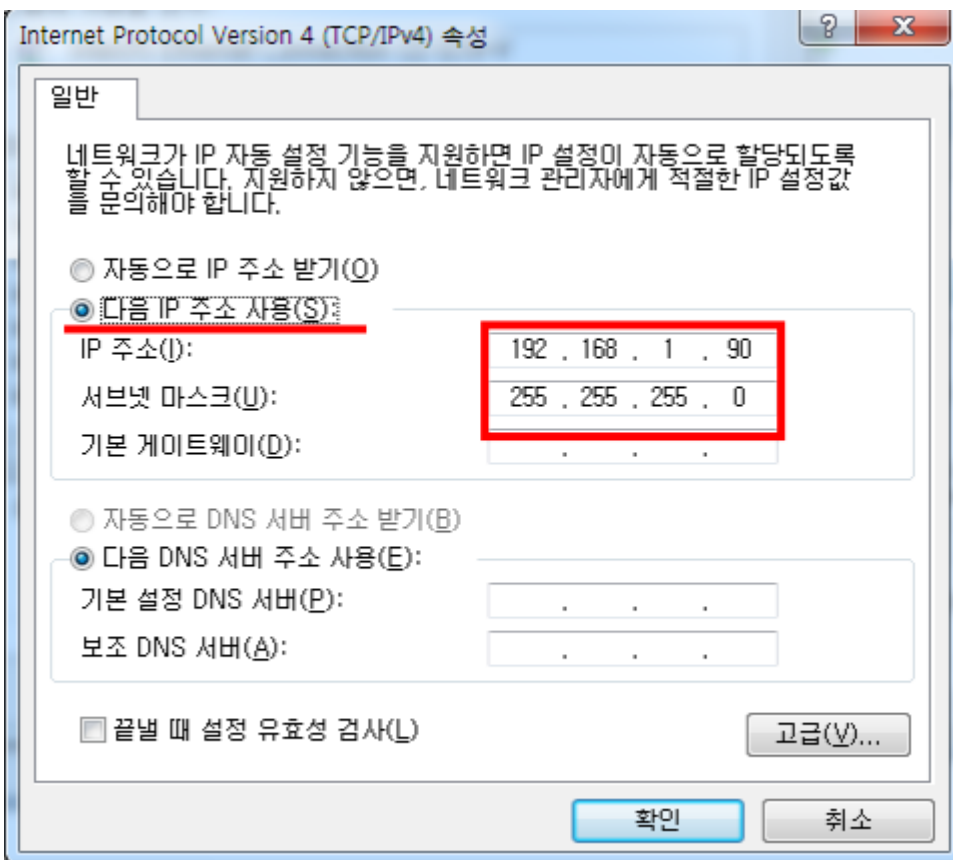 Internet Protocol Version 4 (TCP/IPv4) 속성
일반
네트워크가 IP 자동 설정 기능을 지원하면 IP 설정이 자동으로 할당되도록
할 수 있습니다. 지원하지 않으면, 네트워크 관리자에게 적절한 IP 설정값
을 문의해야 합니다.
자동으로 IP 주소 받기(O)
다음 IP 주소 사용(S):
IP 주소(I): 192 . 168 . 1 . 90
서브넷 마스크(U): 255 . 255 . 255 . 0
기본 게이트웨이(D): . . .
자동으로 DNS 서버 주소 받기(B)
다음 DNS 서버 주소 사용(E):
기본 설정 DNS 서버(P): . . .
보조 DNS 서버(A): . . .
끝낼 때 설정 유효성 검사(L)
고급(V)...
확인 취소